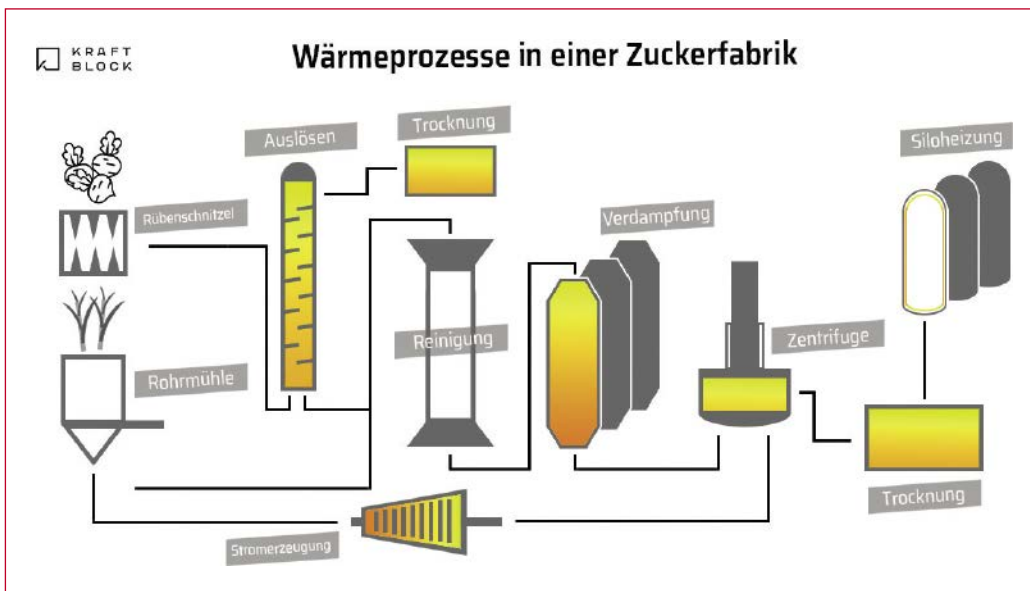 KRAFT
BLOCK
Wärmeprozesse in einer Zuckerfabrik
Auslösen
Trocknung
Siloheizung
Rübenschnitzel
Verdampfung
Reinigung
Zentrifuge
Rohrmühle
Trocknung
Stromerzeugung